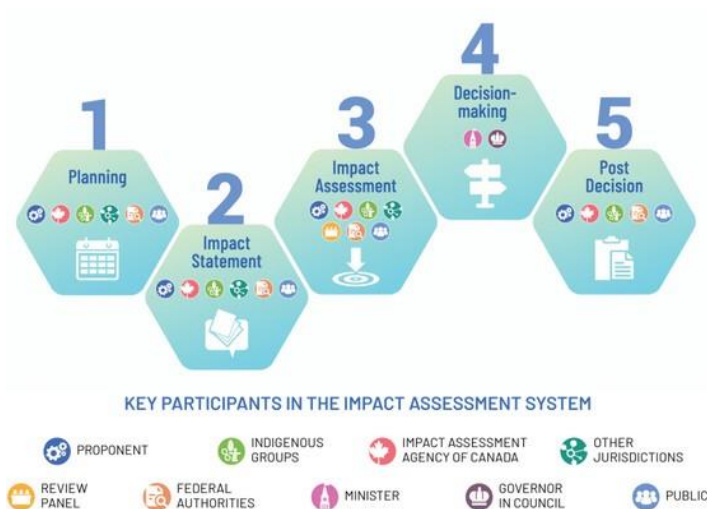 1
Planning
2
Impact
Statement
3
Impact
Assessment
4
Decision-
making
5
Post
Decision
KEY PARTICIPANTS IN THE IMPACT ASSESSMENT SYSTEM
PROPONENT
INDIGENOUS
GROUPS
IMPACT ASSESSMENT
AGENCY OF CANADA
OTHER
JURISDICTIONS
REVIEW
PANEL
FEDERAL
AUTHORITIES
MINISTER
GOVERNOR
IN COUNCIL
PUBLIC